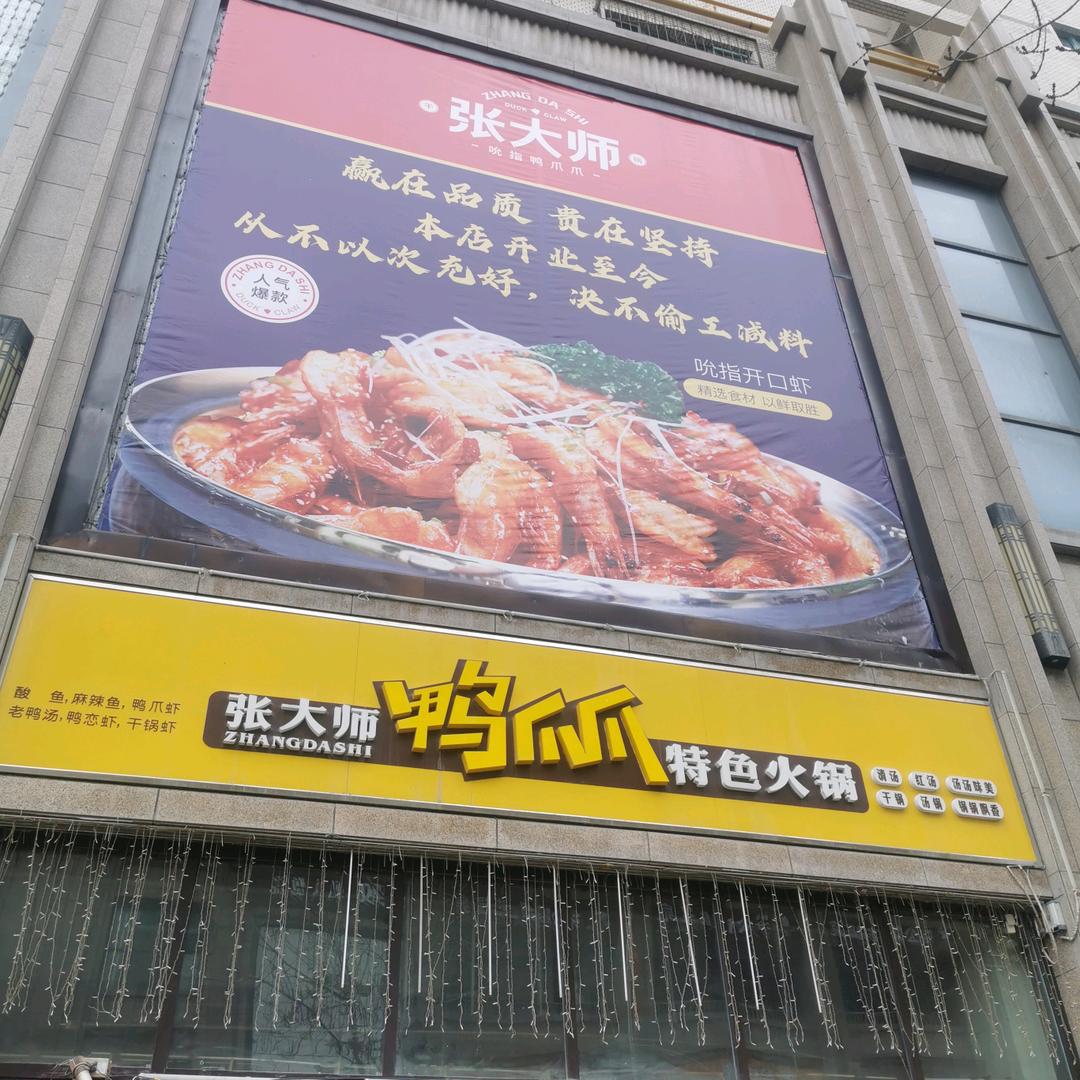 ZHANG DA SHI
DUCK CLAW
张大师
- 吮指鸭爪爪 -
赢在品质 贵在坚持
本店开业至今
从不以次充好，决不偷工减料
ZHANG DA SHI
人气
爆款
DUCK CLAW
吮指开口虾
精选食材 以鲜取胜
酸 鱼,麻辣鱼,鸭爪虾
老鸭汤,鸭恋虾,干锅虾
张大师
ZHANGDASHI
鸭爪爪
特色火锅
清汤 红汤 汤汤味美
干锅 汤锅 锅锅飘香